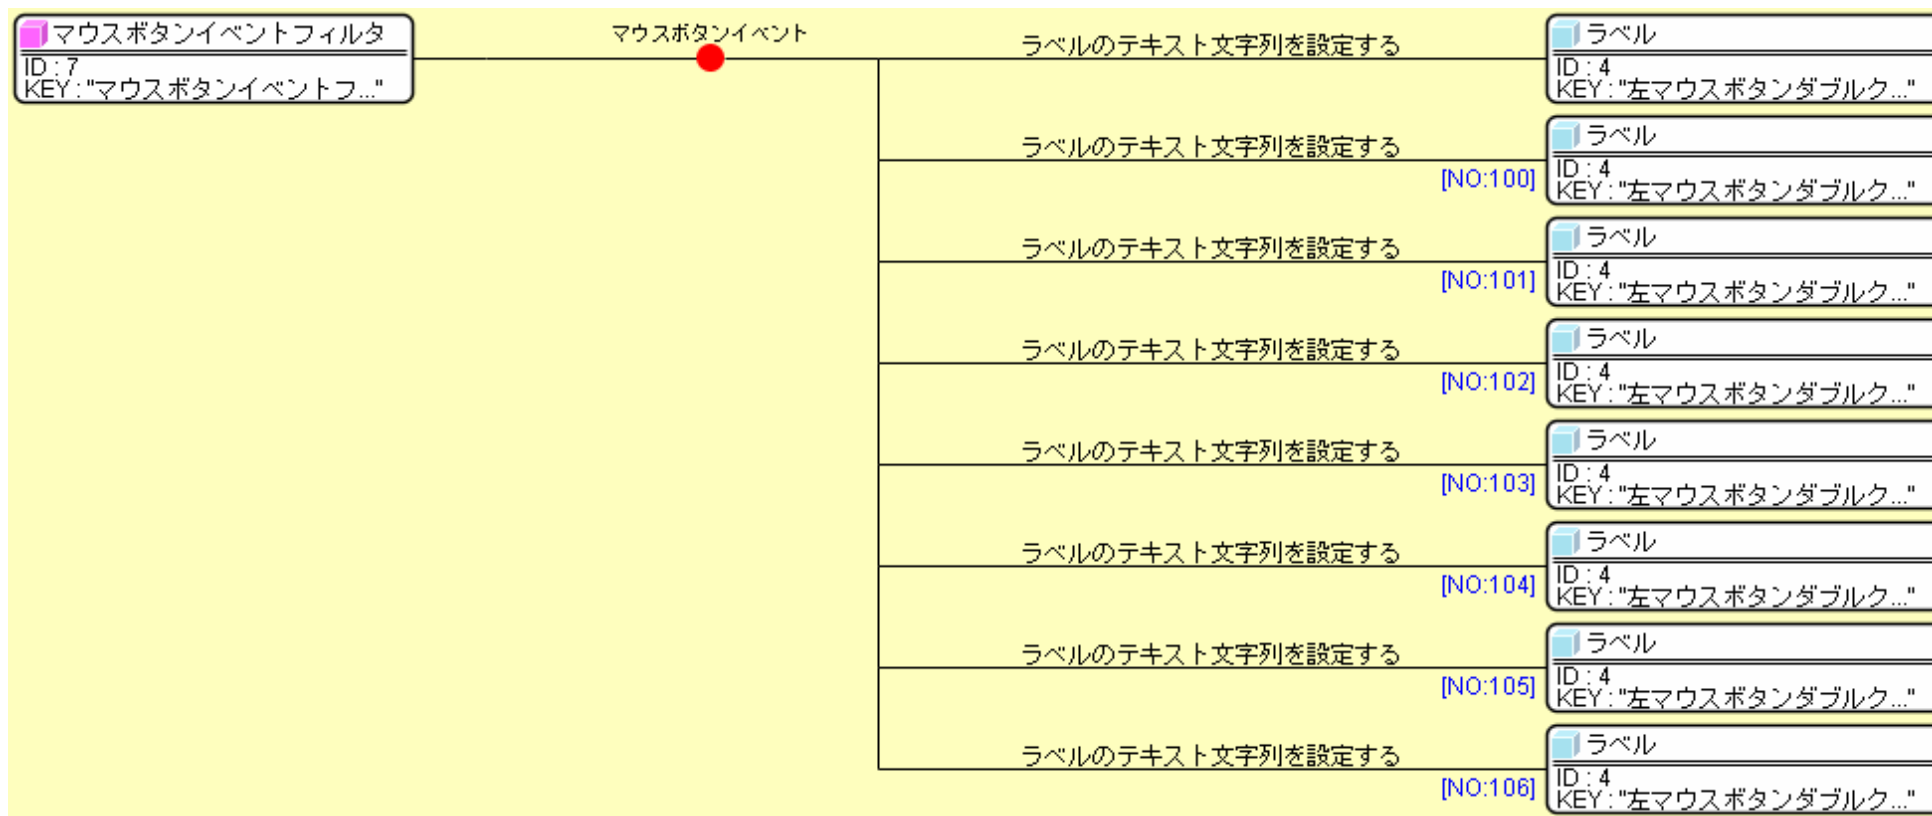 マウスボタンイベントフィルタ
ID : 7
KEY : "マウスボタンイベントフ..."
マウスボタンイベント
ラベルのテキスト文字列を設定する
ラベル
ID : 4
KEY : "左マウスボタンダブルク..."
ラベルのテキスト文字列を設定する
[NO:100]
ラベル
ID : 4
KEY : "左マウスボタンダブルク..."
ラベルのテキスト文字列を設定する
[NO:101]
ラベル
ID : 4
KEY : "左マウスボタンダブルク..."
ラベルのテキスト文字列を設定する
[NO:102]
ラベル
ID : 4
KEY : "左マウスボタンダブルク..."
ラベルのテキスト文字列を設定する
[NO:103]
ラベル
ID : 4
KEY : "左マウスボタンダブルク..."
ラベルのテキスト文字列を設定する
[NO:104]
ラベル
ID : 4
KEY : "左マウスボタンダブルク..."
ラベルのテキスト文字列を設定する
[NO:105]
ラベル
ID : 4
KEY : "左マウスボタンダブルク..."
ラベルのテキスト文字列を設定する
[NO:106]
ラベル
ID : 4
KEY : "左マウスボタンダブルク..."